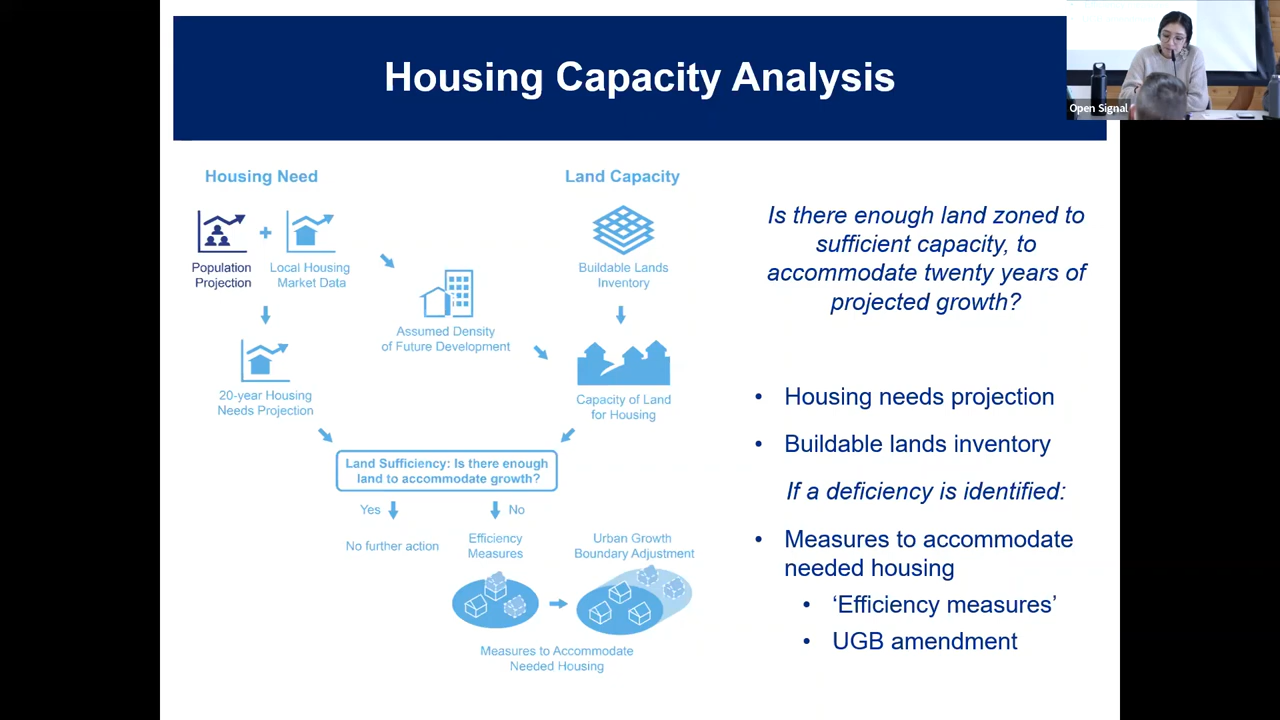 Housing Capacity Analysis
Open Signal
Housing Need
Land Capacity
Population
Projection
Local Housing
Market Data
Buildable Lands
Inventory
Assumed Density
of Future Development
20-year Housing
Needs Projection
Capacity of Land
for Housing
Land Sufficiency: Is there enough
land to accommodate growth?
Yes
No
No further action
Efficiency
Measures
Urban Growth
Boundary Adjustment
Measures to Accommodate
Needed Housing
Is there enough land zoned to
sufficient capacity, to
accommodate twenty years of
projected growth?
• Housing needs projection
• Buildable lands inventory
If a deficiency is identified:
• Measures to accommodate
needed housing
• ‘Efficiency measures’
• UGB amendment